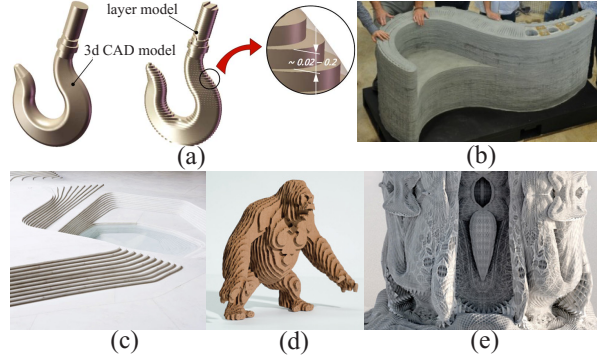 layer model
3d CAD model
~ 0.02 – 0.2
(a)
(b)
(c)
(d)
(e)